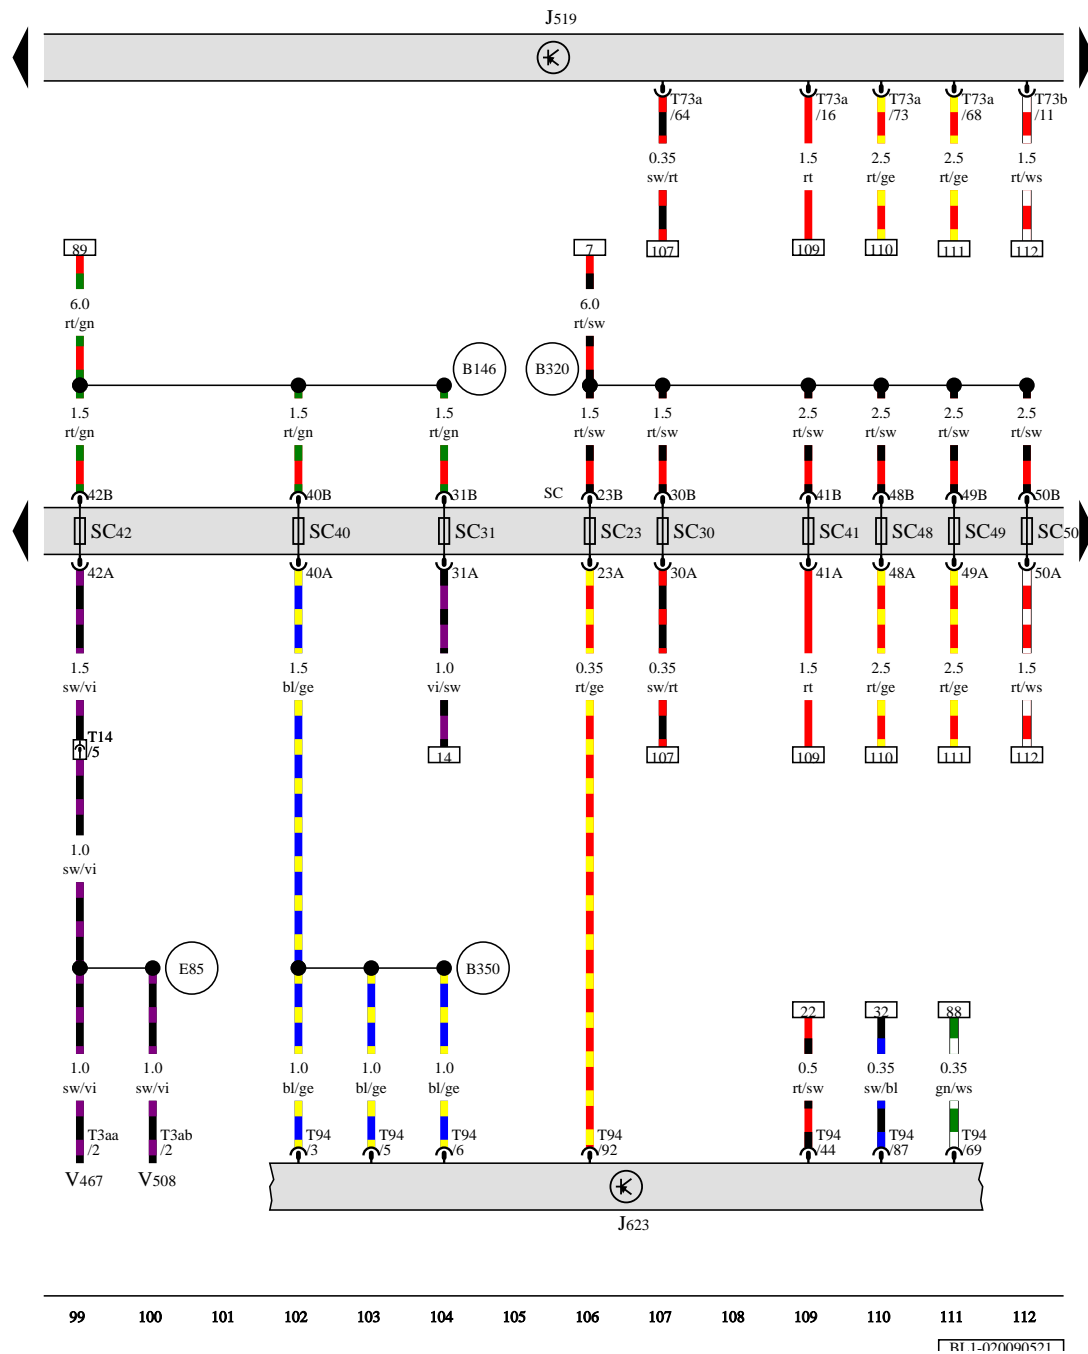 J519
T73a T73a T73a T73a T73b
/64 /16 /73 /68 /11
0.35 1.5 2.5 2.5 1.5
sw/rt rt rt/ge rt/ge rt/ws
89 7 107 109 110 111 112
6.0 6.0
rt/gn rt/sw
B146 B320
1.5 1.5 1.5 1.5 1.5 2.5 2.5 2.5 2.5
rt/gn rt/gn rt/gn rt/sw rt/sw rt/sw rt/sw rt/sw rt/sw
42B 40B 31B SC 23B 30B 41B 48B 49B 50B
SC42 SC40 SC31 SC23 SC30 SC41 SC48 SC49 SC50
42A 40A 31A 23A 30A 41A 48A 49A 50A
1.5 1.5 1.0 0.35 0.35 1.5 2.5 2.5 1.5
sw/vi bl/ge vi/sw rt/ge sw/rt rt rt/ge rt/ge rt/ws
T14
/5
14 107 109 110 111 112
1.0
sw/vi
E85 B350
22 32 88
1.0 1.0 1.0 1.0 1.0 0.5 0.35 0.35
sw/vi sw/vi bl/ge bl/ge bl/ge rt/sw sw/bl gn/ws
T3aa T3ab T94 T94 T94 T94 T94 T94 T94
/2 /2 /3 /5 /6 /92 /44 /87 /69
V467 V508
J623
99 100 101 102 103 104 105 106 107 108 109 110 111 112
BL1-020090521